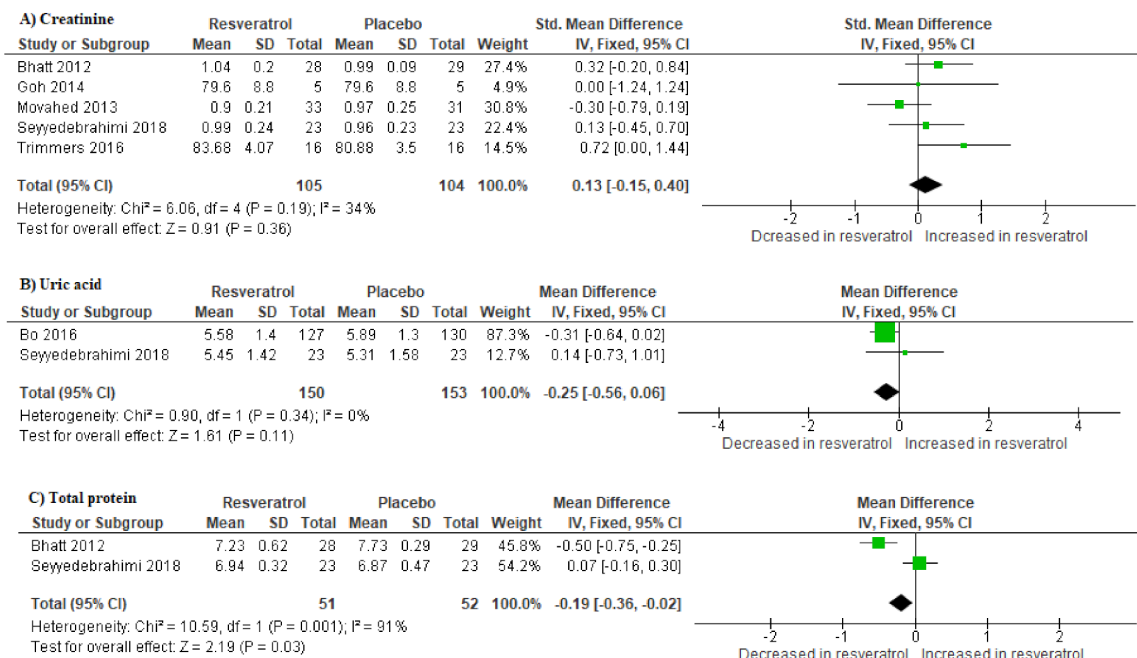 A) Creatinine Resveratrol Placebo Std. Mean Difference Std. Mean Difference
Study or Subgroup Mean SD Total Mean SD Total Weight IV, Fixed, 95% CI IV, Fixed, 95% CI
Bhatt 2012 1.04 0.2 28 0.99 0.09 29 27.4% 0.32 [-0.20, 0.84]
Goh 2014 79.6 8.8 5 79.6 8.8 5 4.9% 0.00 [-1.24, 1.24]
Movahed 2013 0.9 0.21 33 0.97 0.25 31 30.8% -0.30 [-0.79, 0.19]
Seyyedebrahimi 2018 0.99 0.24 23 0.96 0.23 23 22.4% 0.13 [-0.45, 0.70]
Trimmers 2016 83.68 4.07 16 80.88 3.5 16 14.5% 0.72 [0.00, 1.44]
Total (95% CI) 105 104 100.0% 0.13 [-0.15, 0.40]
Heterogeneity: Chi² = 6.06, df = 4 (P = 0.19); I² = 34%
Test for overall effect: Z = 0.91 (P = 0.36)
-2 -1 0 1 2
Dcreased in resveratrol Increased in resveratrol
B) Uric acid Resveratrol Placebo Mean Difference Mean Difference
Study or Subgroup Mean SD Total Mean SD Total Weight IV, Fixed, 95% CI IV, Fixed, 95% CI
Bo 2016 5.58 1.4 127 5.89 1.3 130 87.3% -0.31 [-0.64, 0.02]
Seyyedebrahimi 2018 5.45 1.42 23 5.31 1.58 23 12.7% 0.14 [-0.73, 1.01]
Total (95% CI) 150 153 100.0% -0.25 [-0.56, 0.06]
Heterogeneity: Chi² = 0.90, df = 1 (P = 0.34); I² = 0%
Test for overall effect: Z = 1.61 (P = 0.11)
-4 -2 0 2 4
Decreased in resveratrol Increased in resveratrol
C) Total protein Resveratrol Placebo Mean Difference Mean Difference
Study or Subgroup Mean SD Total Mean SD Total Weight IV, Fixed, 95% CI IV, Fixed, 95% CI
Bhatt 2012 7.23 0.62 28 7.73 0.29 29 45.8% -0.50 [-0.75, -0.25]
Seyyedebrahimi 2018 6.94 0.32 23 6.87 0.47 23 54.2% 0.07 [-0.16, 0.30]
Total (95% CI) 51 52 100.0% -0.19 [-0.36, -0.02]
Heterogeneity: Chi² = 10.59, df = 1 (P = 0.001); I² = 91%
Test for overall effect: Z = 2.19 (P = 0.03)
-2 -1 0 1 2
Decreased in resveratrol Increased in resveratrol